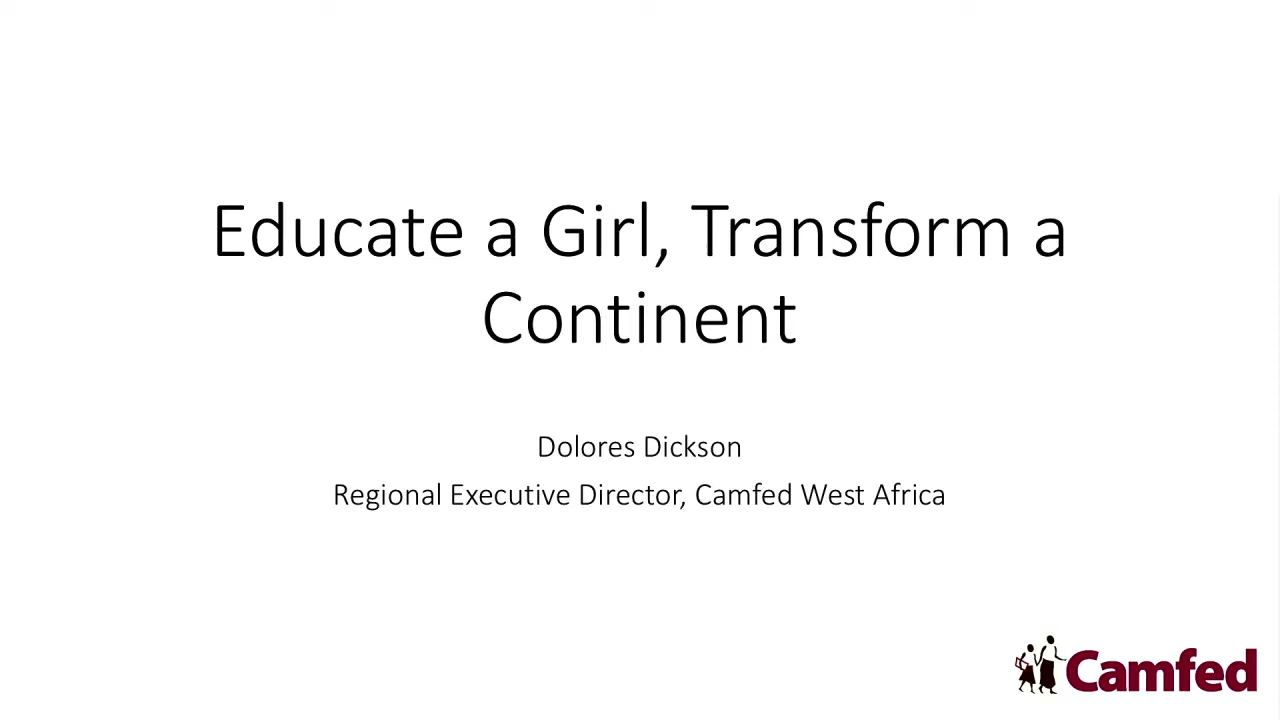 Educate a Girl, Transform a
Continent
Dolores Dickson
Regional Executive Director, Camfed West Africa
Camfed